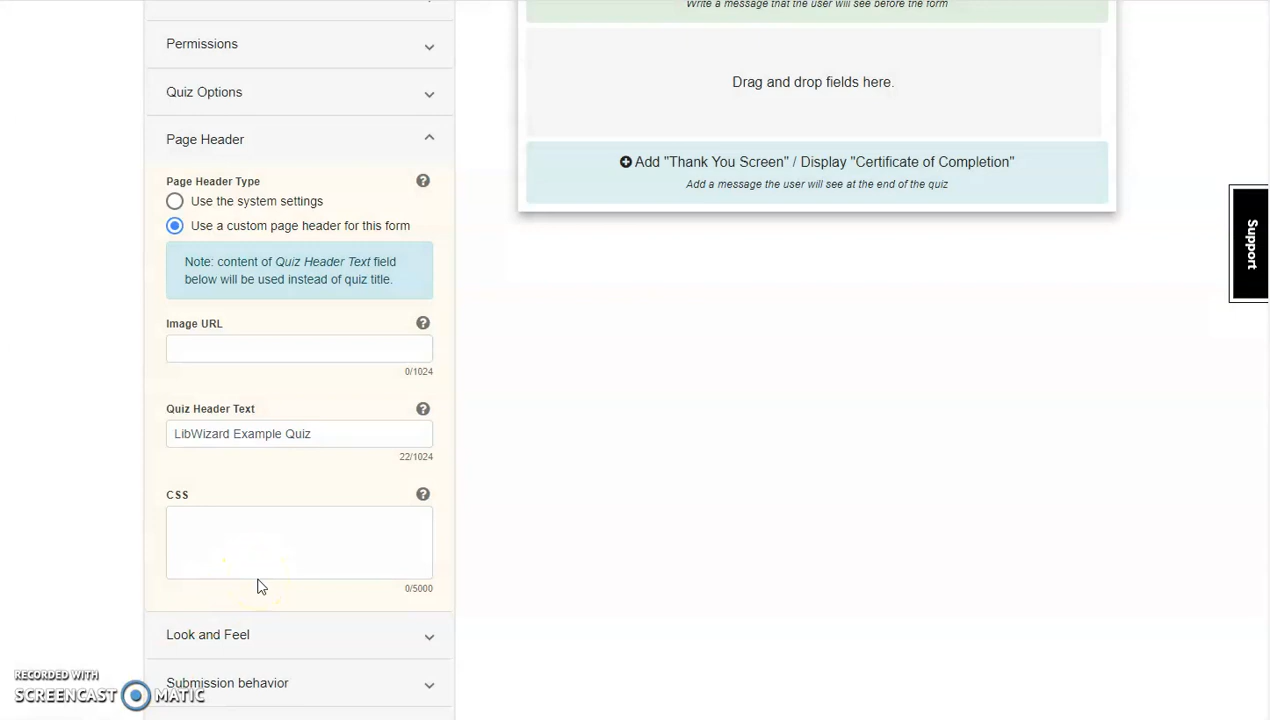 Write a message that the user will see before the form
Permissions
Quiz Options
Drag and drop fields here.
Page Header
Add "Thank You Screen" / Display "Certificate of Completion"
Add a message the user will see at the end of the quiz
Page Header Type
Use the system settings
Use a custom page header for this form
Note: content of Quiz Header Text field
below will be used instead of quiz title.
Support
Image URL
0/1024
Quiz Header Text
LibWizard Example Quiz
22/1024
CSS
0/5000
Look and Feel
Submission behavior
RECORDED WITH
SCREENCAST MATIC